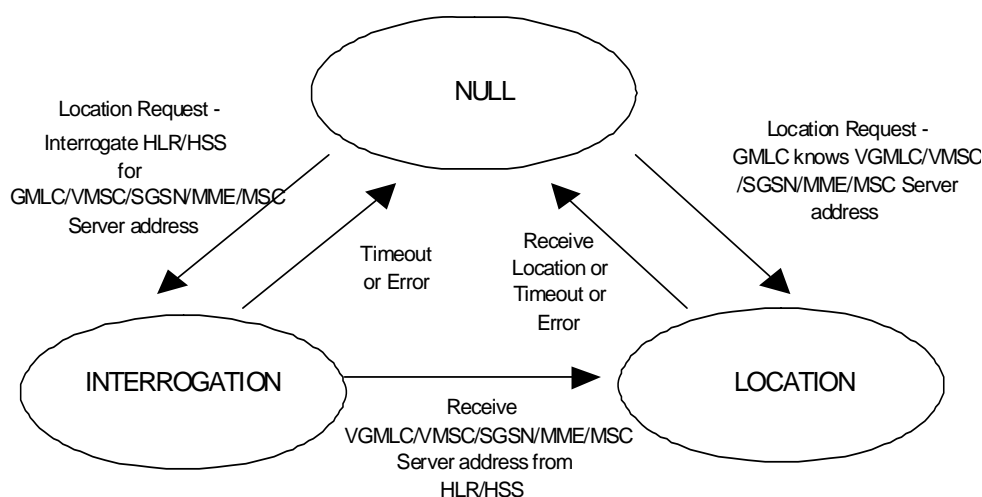 NULL
Location Request -
Interrogate HLR/HSS
for
GMLC/VMSC/SGSN/MME/MSC
Server address
Location Request -
GMLC knows VGMLC/VMSC
/SGSN/MME/MSC Server
address
Timeout
or Error
Receive
Location or
Timeout or
Error
INTERROGATION
LOCATION
Receive
VGMLC/VMSC/SGSN/MME/MSC
Server address from
HLR/HSS